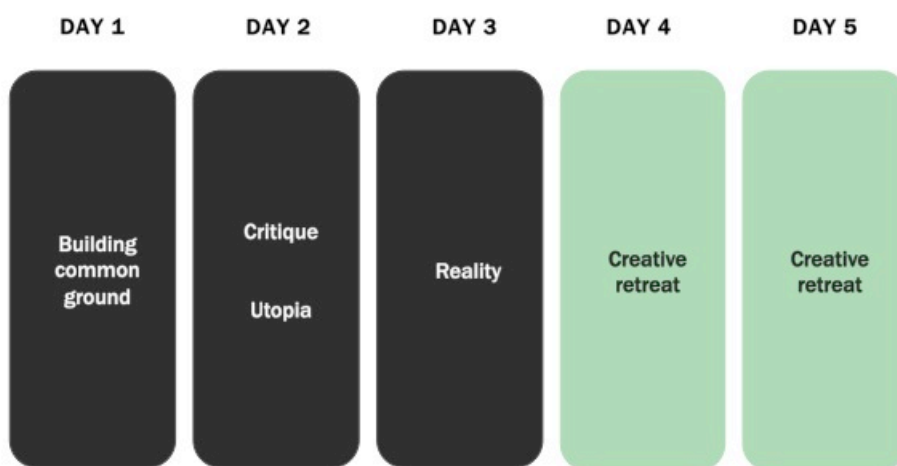 DAY 1
DAY 2
DAY 3
DAY 4
DAY 5
Building
common
ground
Critique
Utopia
Reality
Creative
retreat
Creative
retreat